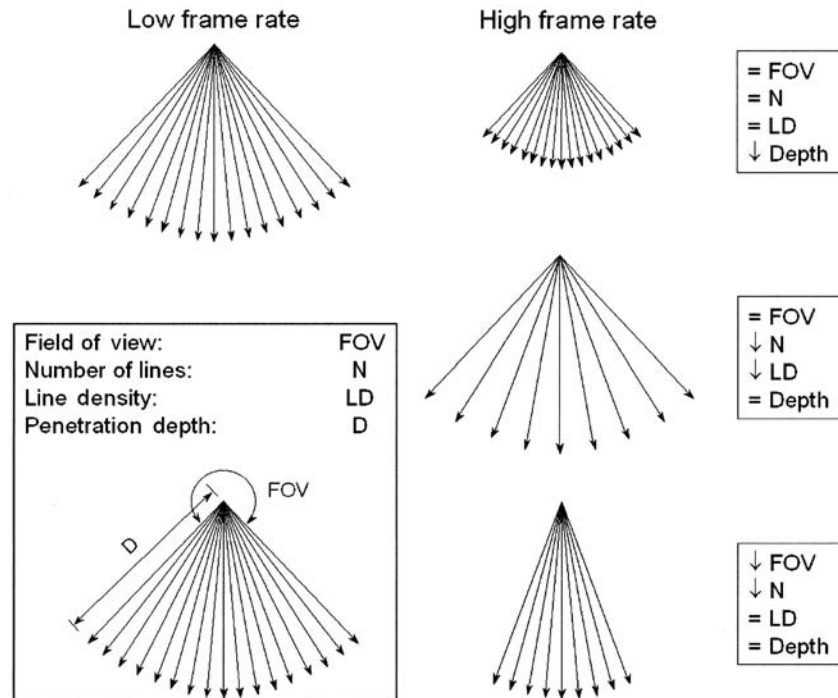 Low frame rate
High frame rate
= FOV
= N
= LD
↓ Depth
= FOV
↓ N
↓ LD
= Depth
Field of view: FOV
Number of lines: N
Line density: LD
Penetration depth: D
FOV
D
↓ FOV
↓ N
= LD
= Depth